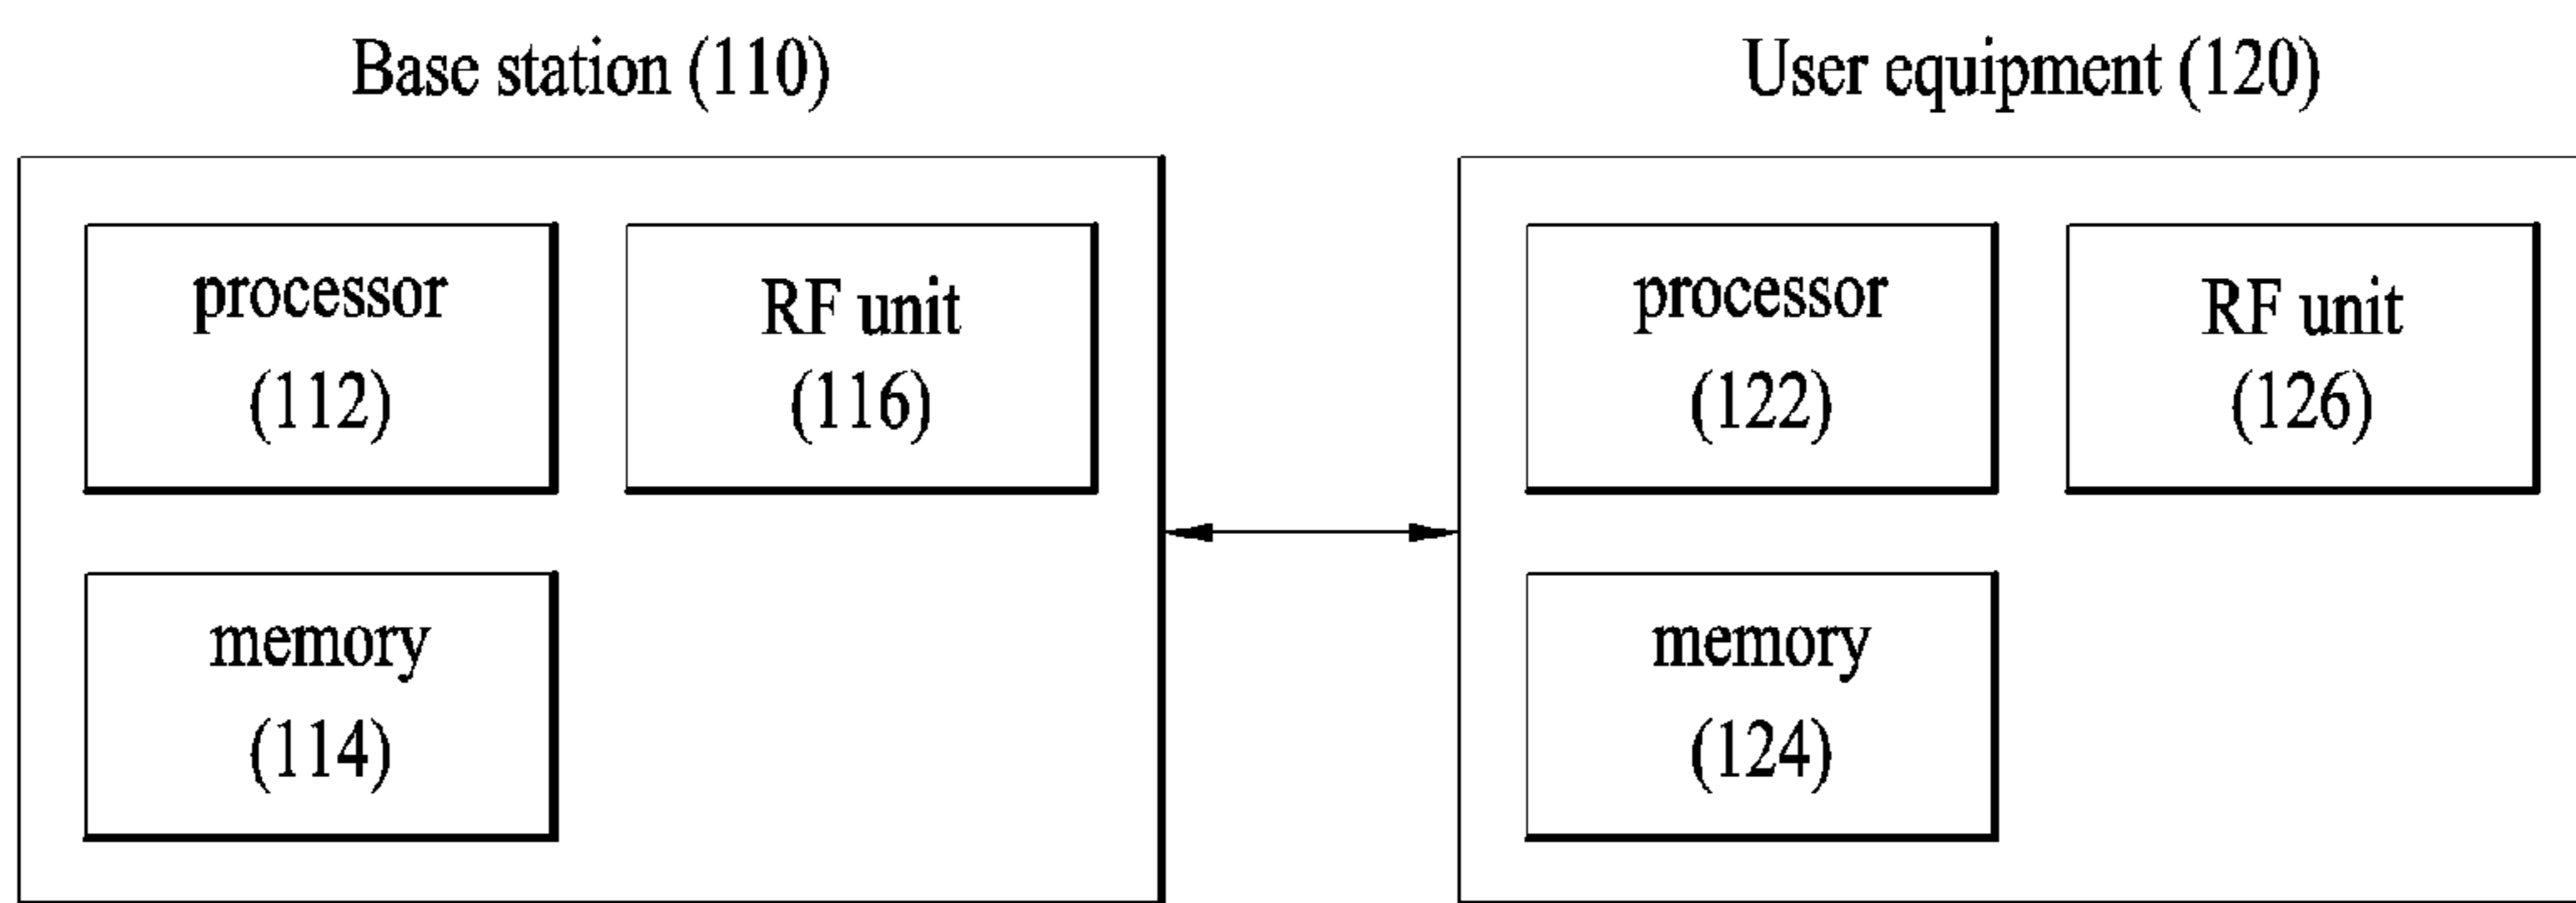 Base station (110)
User equipment (120)
processor
(112)
RF unit
(116)
memory
(114)
processor
(122)
RF unit
(126)
memory
(124)